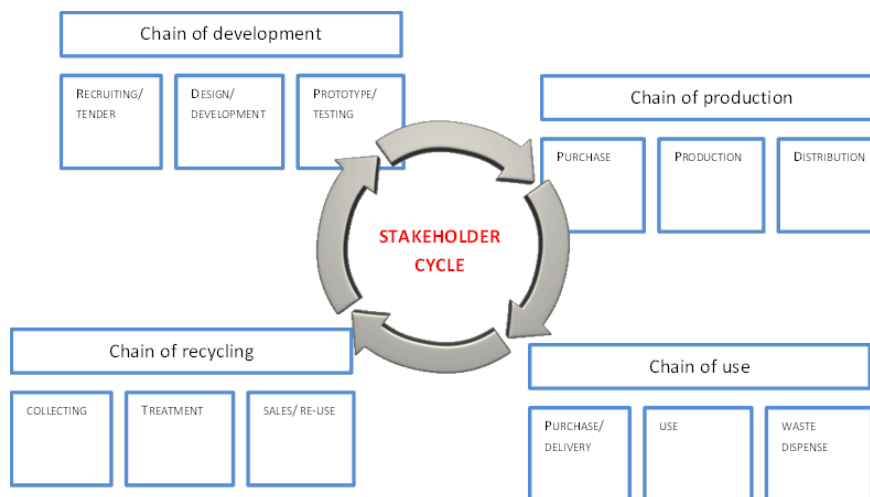 Chain of development
RECRUITING/
TENDER
DESIGN/
DEVELOPMENT
PROTOTYPE/
TESTING
Chain of production
PURCHASE
PRODUCTION
DISTRIBUTION
STAKEHOLDER
CYCLE
Chain of recycling
COLLECTING
TREATMENT
SALES/ RE-USE
Chain of use
PURCHASE/
DELIVERY
USE
WASTE
DISPENSE